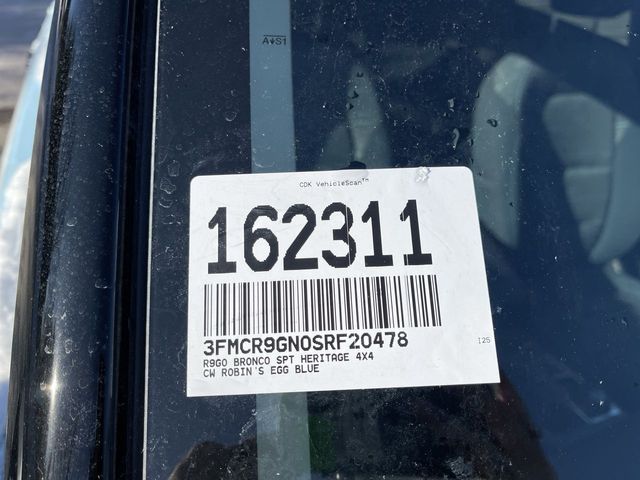 A↓S1
CDK VehicleScan™
162311
3FMCR9GN0SRF20478
R9G0 BRONCO SPT HERITAGE 4X4
CW ROBIN'S EGG BLUE
I25